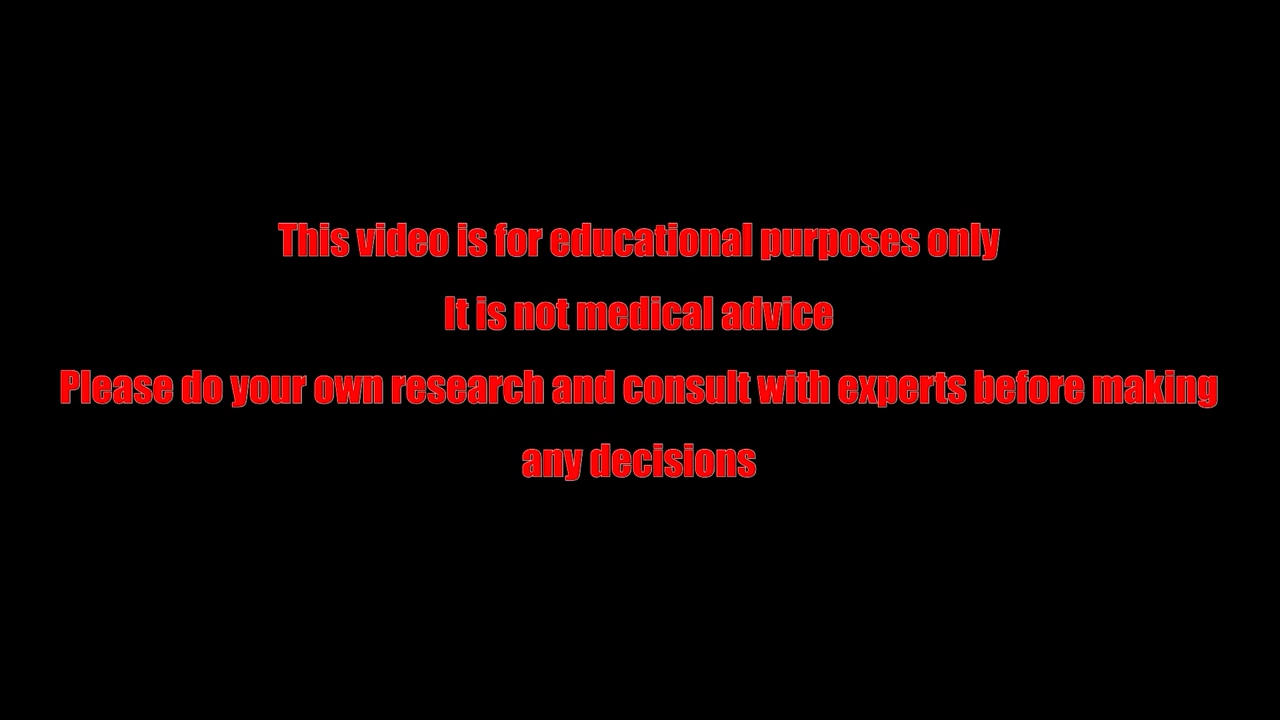 This video is for educational purposes only
It is not medical advice
Please do your own research and consult with experts before making
any decisions